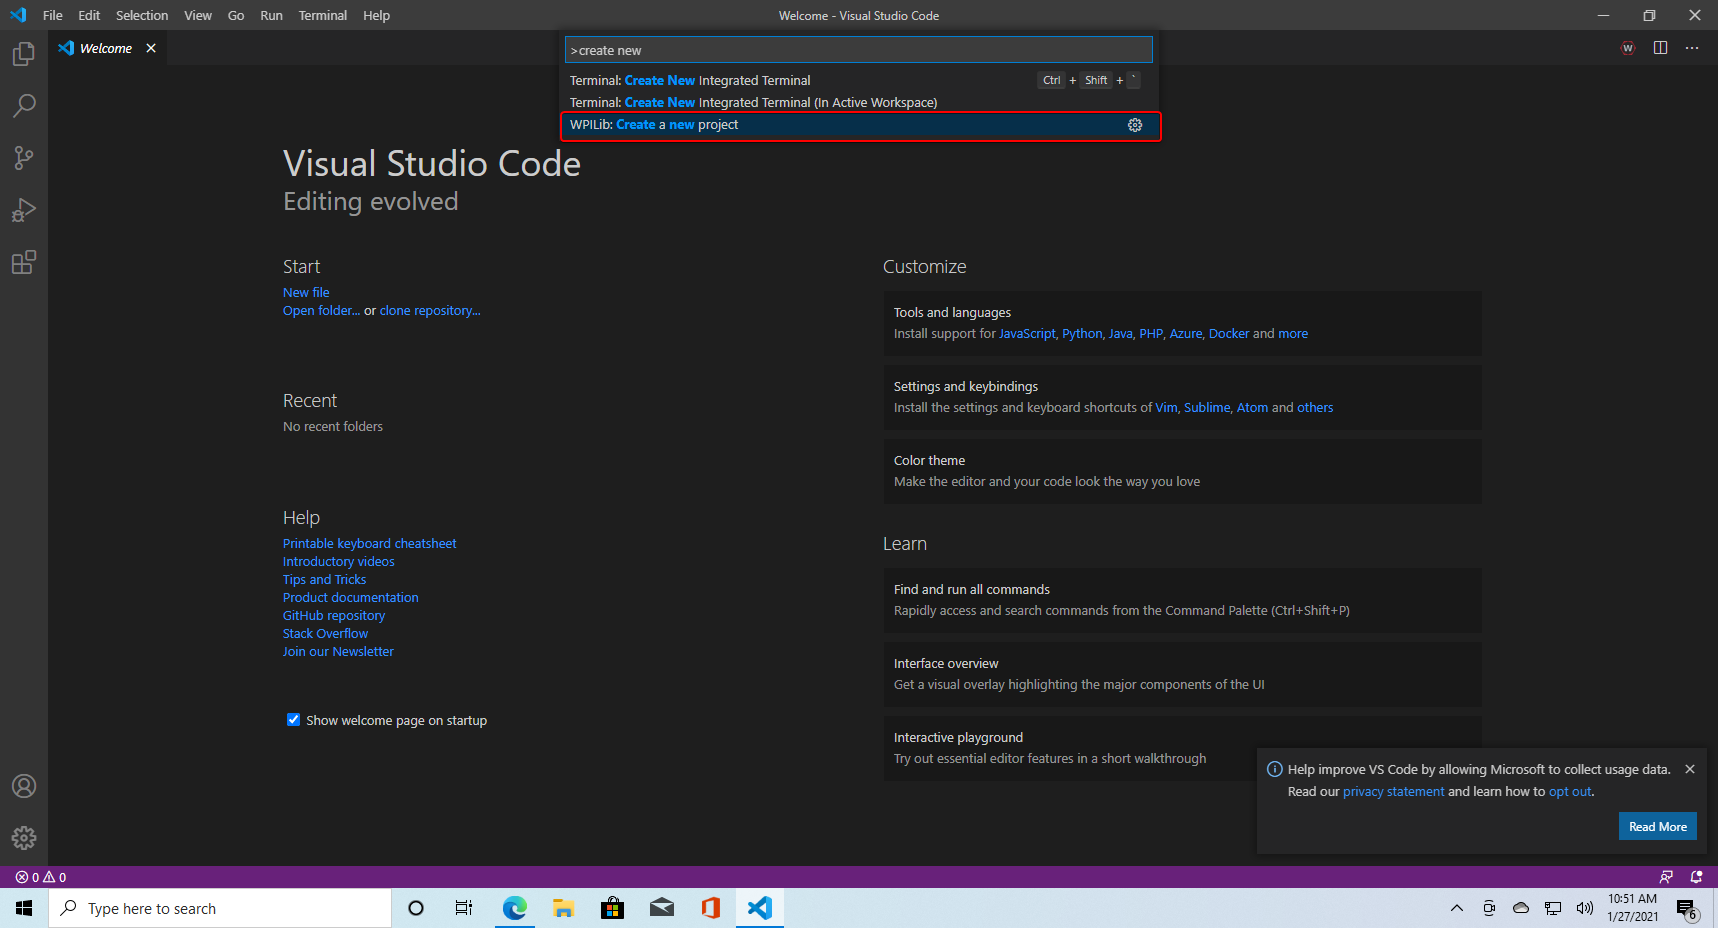 File Edit Selection View Go Run Terminal Help
Welcome - Visual Studio Code
Welcome
W
>create new
Terminal: Create New Integrated Terminal Ctrl + Shift + `
Terminal: Create New Integrated Terminal (In Active Workspace)
WPILib: Create a new project
Visual Studio Code
Editing evolved
Start
New file
Open folder... or clone repository...
Recent
No recent folders
Help
Printable keyboard cheatsheet
Introductory videos
Tips and Tricks
Product documentation
GitHub repository
Stack Overflow
Join our Newsletter
Show welcome page on startup
Customize
Tools and languages
Install support for JavaScript, Python, Java, PHP, Azure, Docker and more
Settings and keybindings
Install the settings and keyboard shortcuts of Vim, Sublime, Atom and others
Color theme
Make the editor and your code look the way you love
Learn
Find and run all commands
Rapidly access and search commands from the Command Palette (Ctrl+Shift+P)
Interface overview
Get a visual overlay highlighting the major components of the UI
Interactive playground
Try out essential editor features in a short walkthrough
Help improve VS Code by allowing Microsoft to collect usage data.
Read our privacy statement and learn how to opt out.
Read More
0 0
Type here to search
10:51 AM
1/27/2021
6